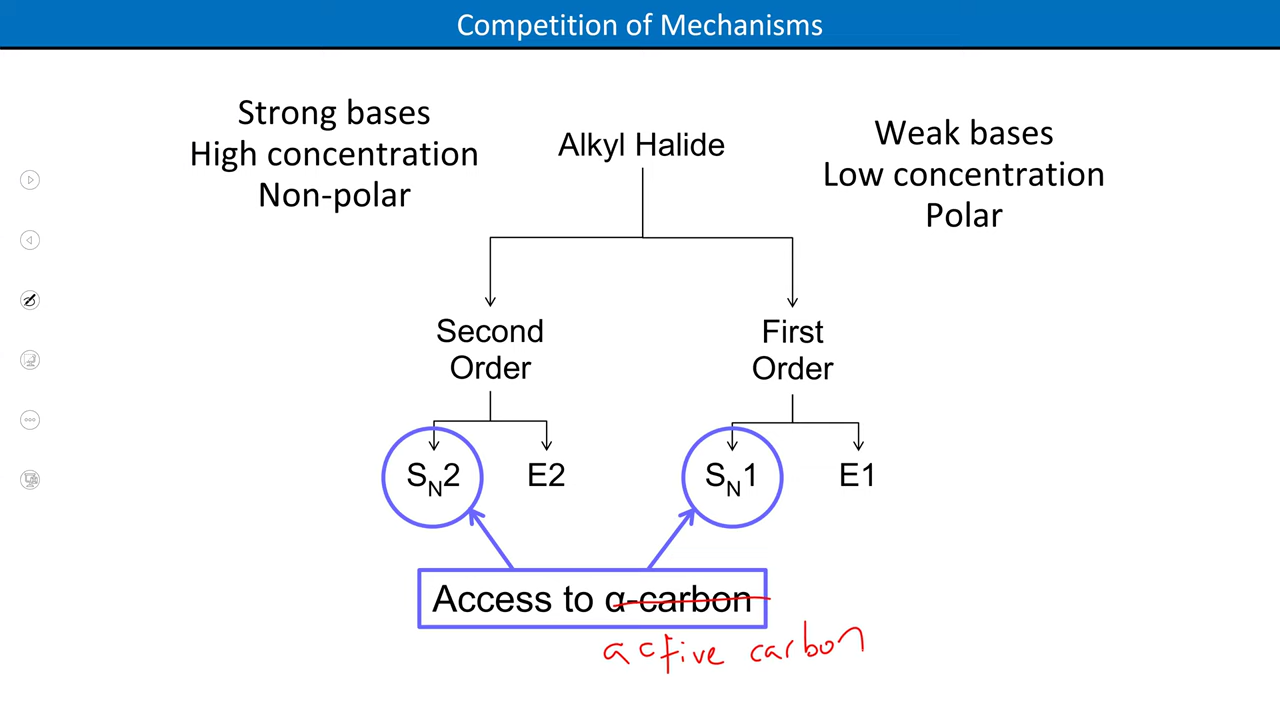 Competition of Mechanisms
Strong bases
High concentration
Non-polar
Alkyl Halide
Weak bases
Low concentration
Polar
Second
Order
First
Order
SN2
E2
SN1
E1
Access to α-carbon
active carbon